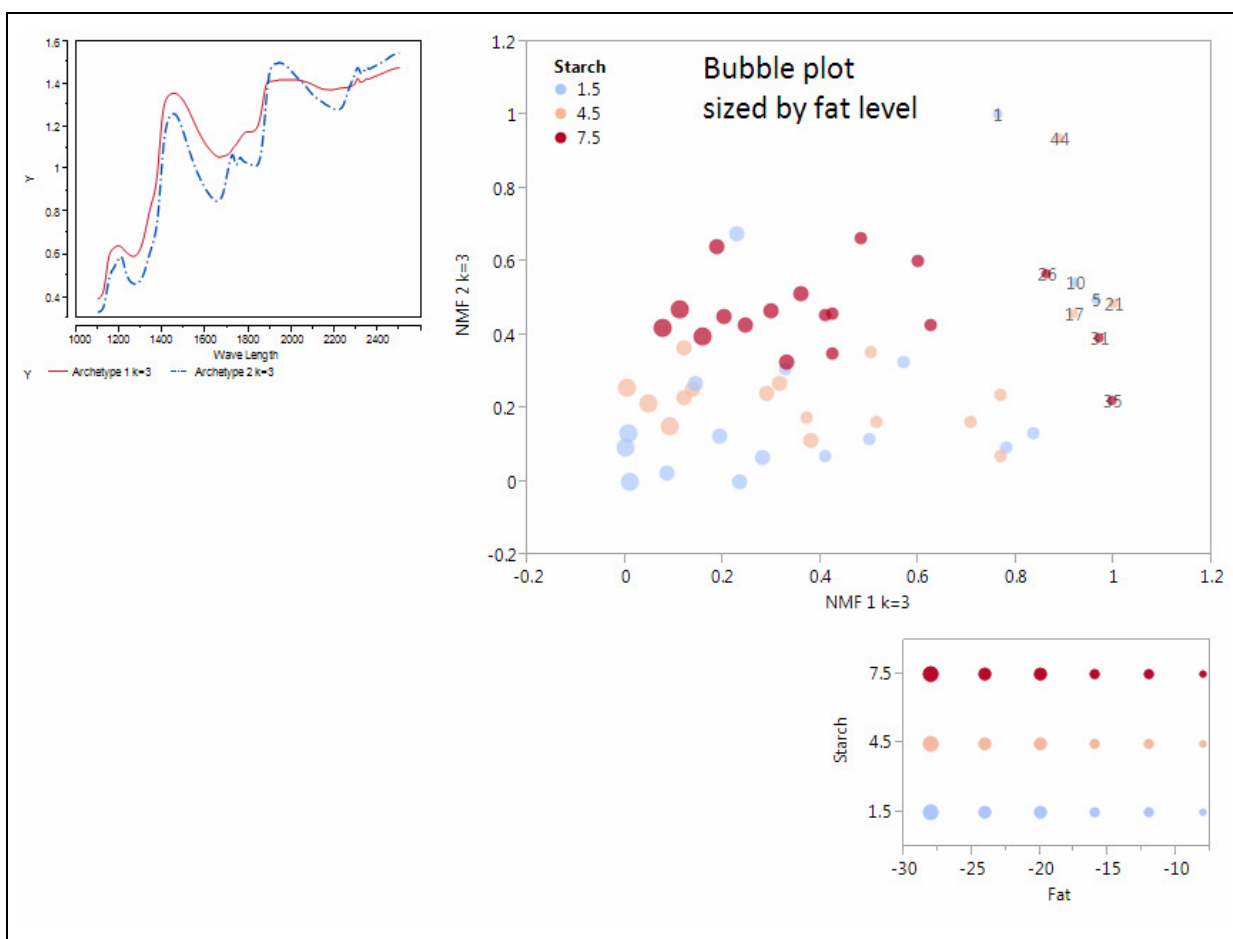 1.6
1.4
1.2
1
0.8
0.6
0.4
Y
1000 1200 1400 1600 1800 2000 2200 2400
Wave Length
Y Archetype 1 k=3 Archetype 2 k=3
Bubble plot
sized by fat level
Starch
1.5
4.5
7.5
1.2
1
0.8
0.6
0.4
0.2
0
-0.2
NMF 2 k=3
1
44
26
10
5
21
17
31
35
-0.2 0 0.2 0.4 0.6 0.8 1 1.2
NMF 1 k=3
7.5
4.5
1.5
Starch
-30 -25 -20 -15 -10
Fat